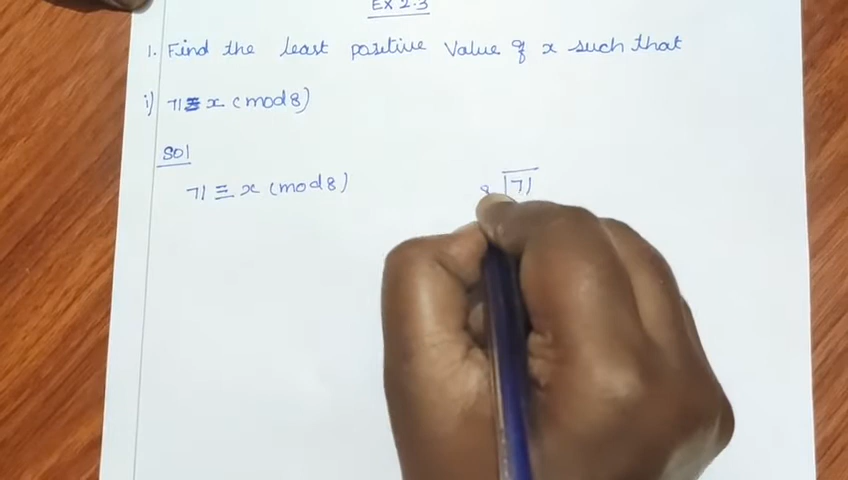 Ex 2.3
1. Find the least positive value of x such that
i) 71 ≡ x (mod 8)
Sol
71 ≡ x (mod 8) 8 71